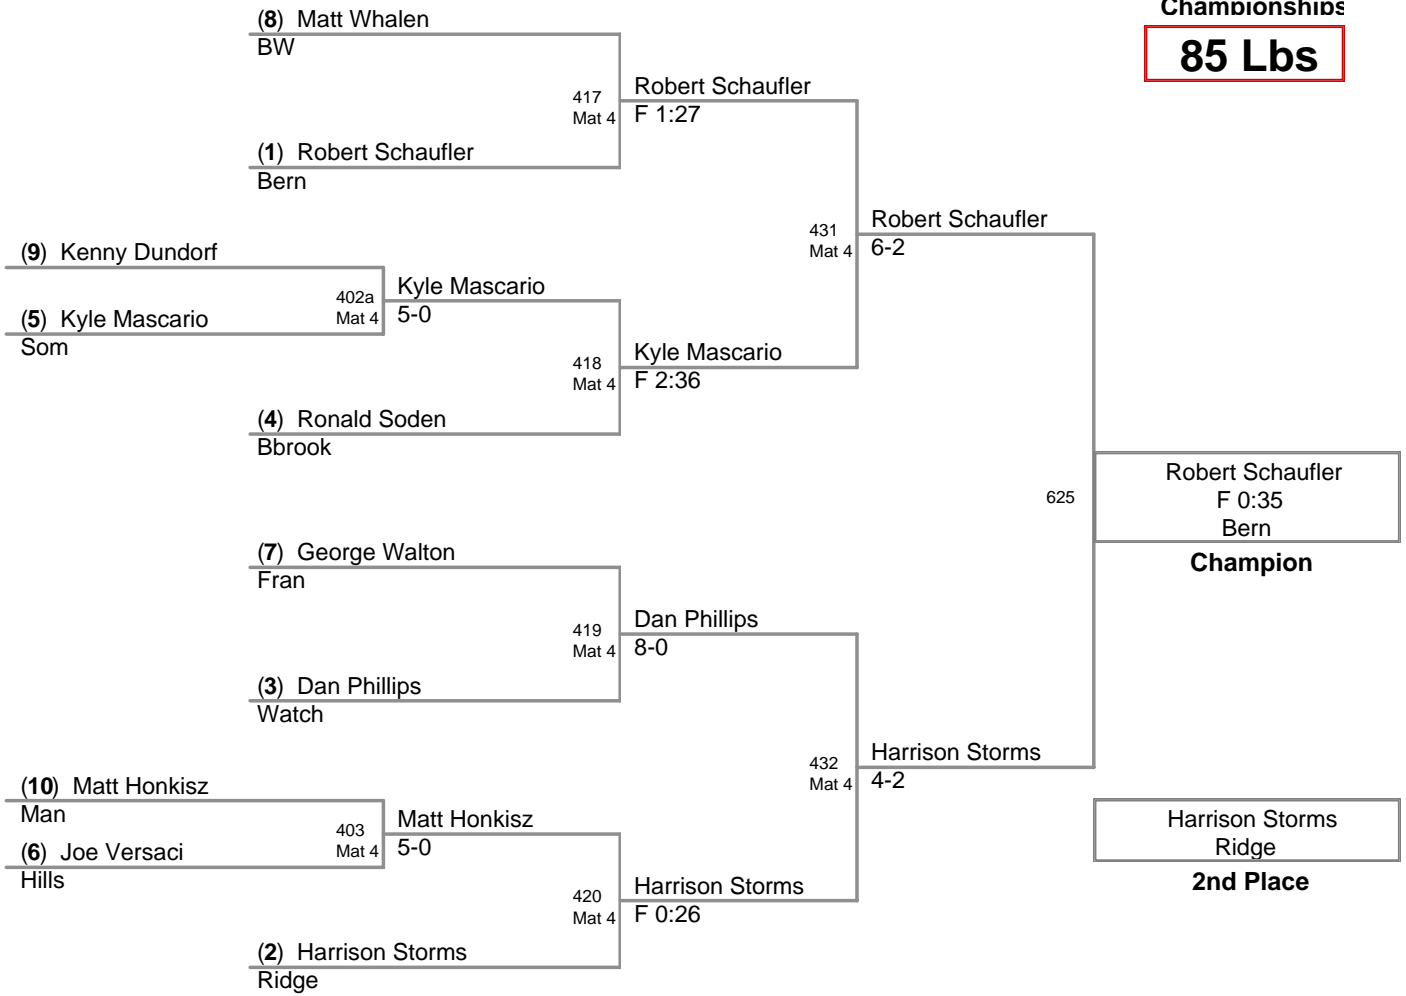 Championships
85 Lbs
(8) Matt Whalen
BW
417
Mat 4
Robert Schaufler
F 1:27
(1) Robert Schaufler
Bern
431
Mat 4
Robert Schaufler
6-2
(9) Kenny Dundorf
402a
Mat 4
Kyle Mascario
5-0
(5) Kyle Mascario
Som
418
Mat 4
Kyle Mascario
F 2:36
(4) Ronald Soden
Bbrook
625
Robert Schaufler
F 0:35
Bern
Champion
(7) George Walton
Fran
419
Mat 4
Dan Phillips
8-0
(3) Dan Phillips
Watch
432
Mat 4
Harrison Storms
4-2
(10) Matt Honkisz
Man
403
Mat 4
Matt Honkisz
5-0
(6) Joe Versaci
Hills
420
Mat 4
Harrison Storms
F 0:26
(2) Harrison Storms
Ridge
Harrison Storms
Ridge
2nd Place